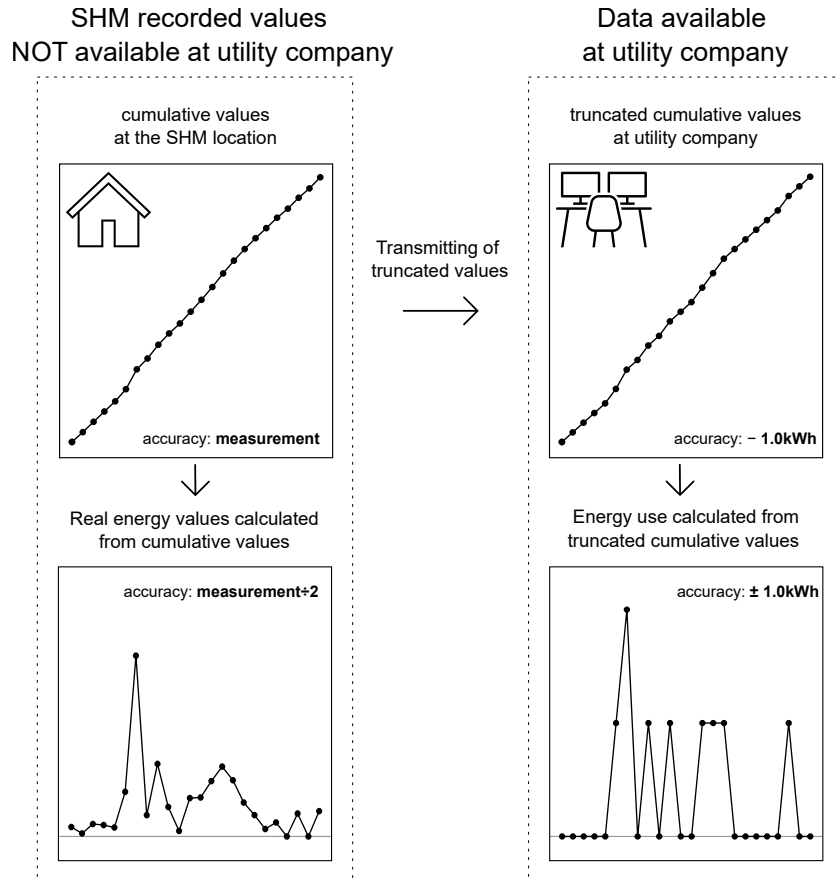 SHM recorded values
NOT available at utility company
cumulative values
at the SHM location
accuracy: measurement
Real energy values calculated
from cumulative values
accuracy: measurement÷2
Transmitting of
truncated values
Data available
at utility company
truncated cumulative values
at utility company
accuracy: − 1.0kWh
Energy use calculated from
truncated cumulative values
accuracy: ± 1.0kWh